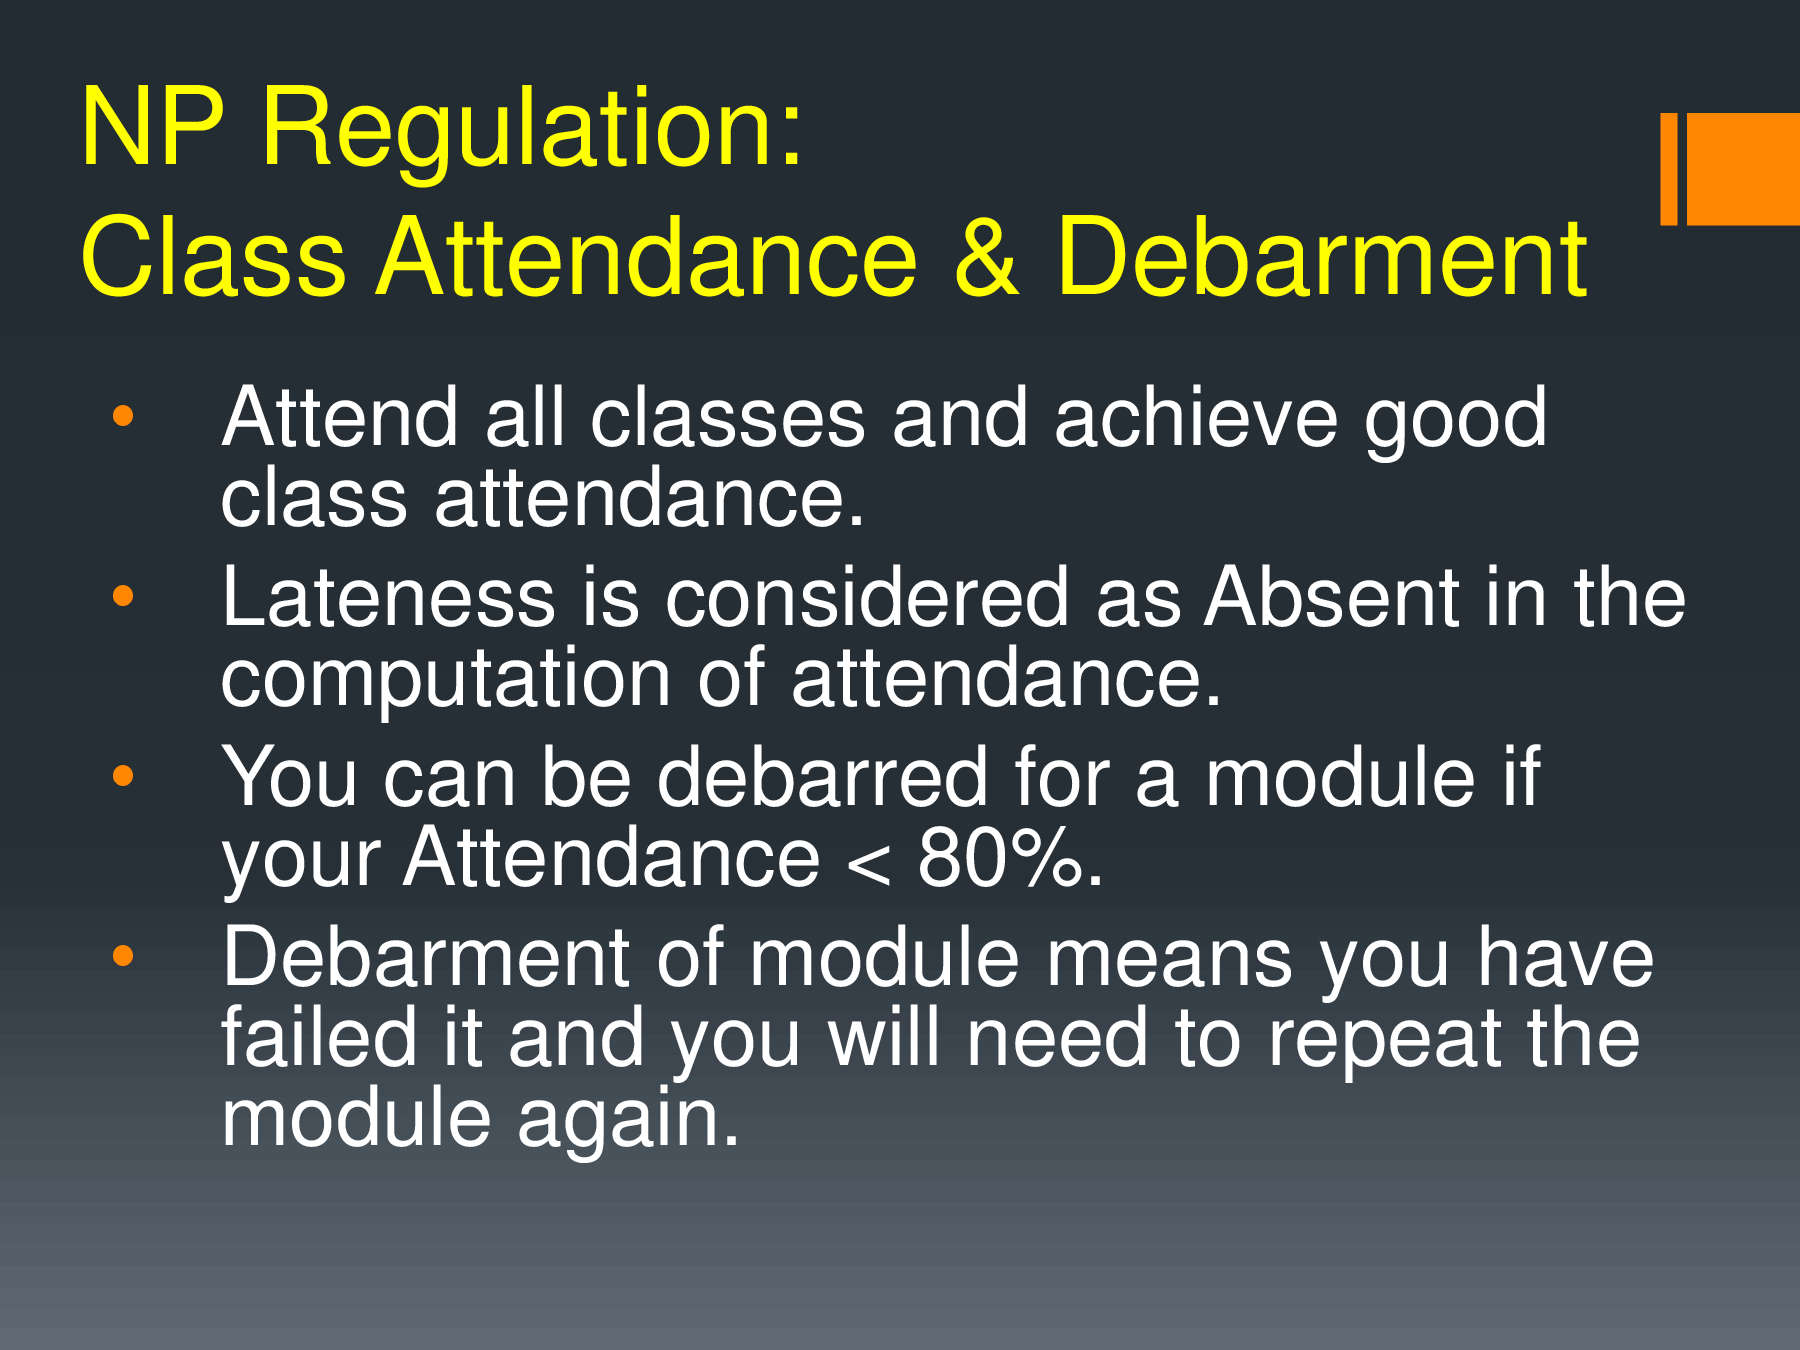 NP Regulation:
Class Attendance & Debarment
• Attend all classes and achieve good
class attendance.
• Lateness is considered as Absent in the
computation of attendance.
• You can be debarred for a module if
your Attendance < 80%.
• Debarment of module means you have
failed it and you will need to repeat the
module again.